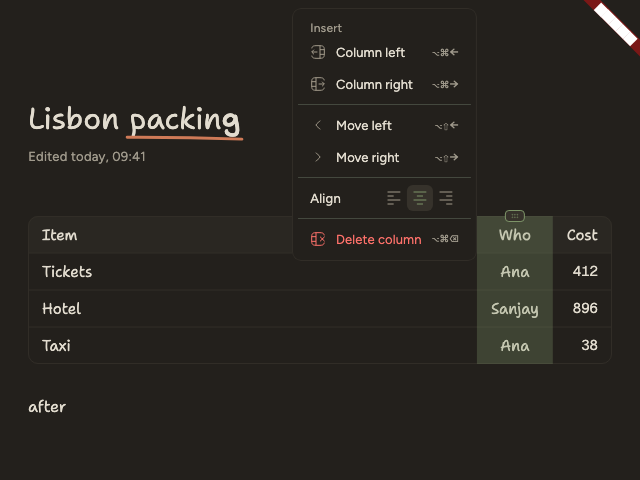 Insert
Column left ⌥⌘←
Column right ⌥⌘→
Move left ⌥⇧←
Move right ⌥⇧→
Align
Delete column ⌥⌘⌫
Lisbon packing
Edited today, 09:41
Item Who Cost
Tickets Ana 412
Hotel Sanjay 896
Taxi Ana 38
after